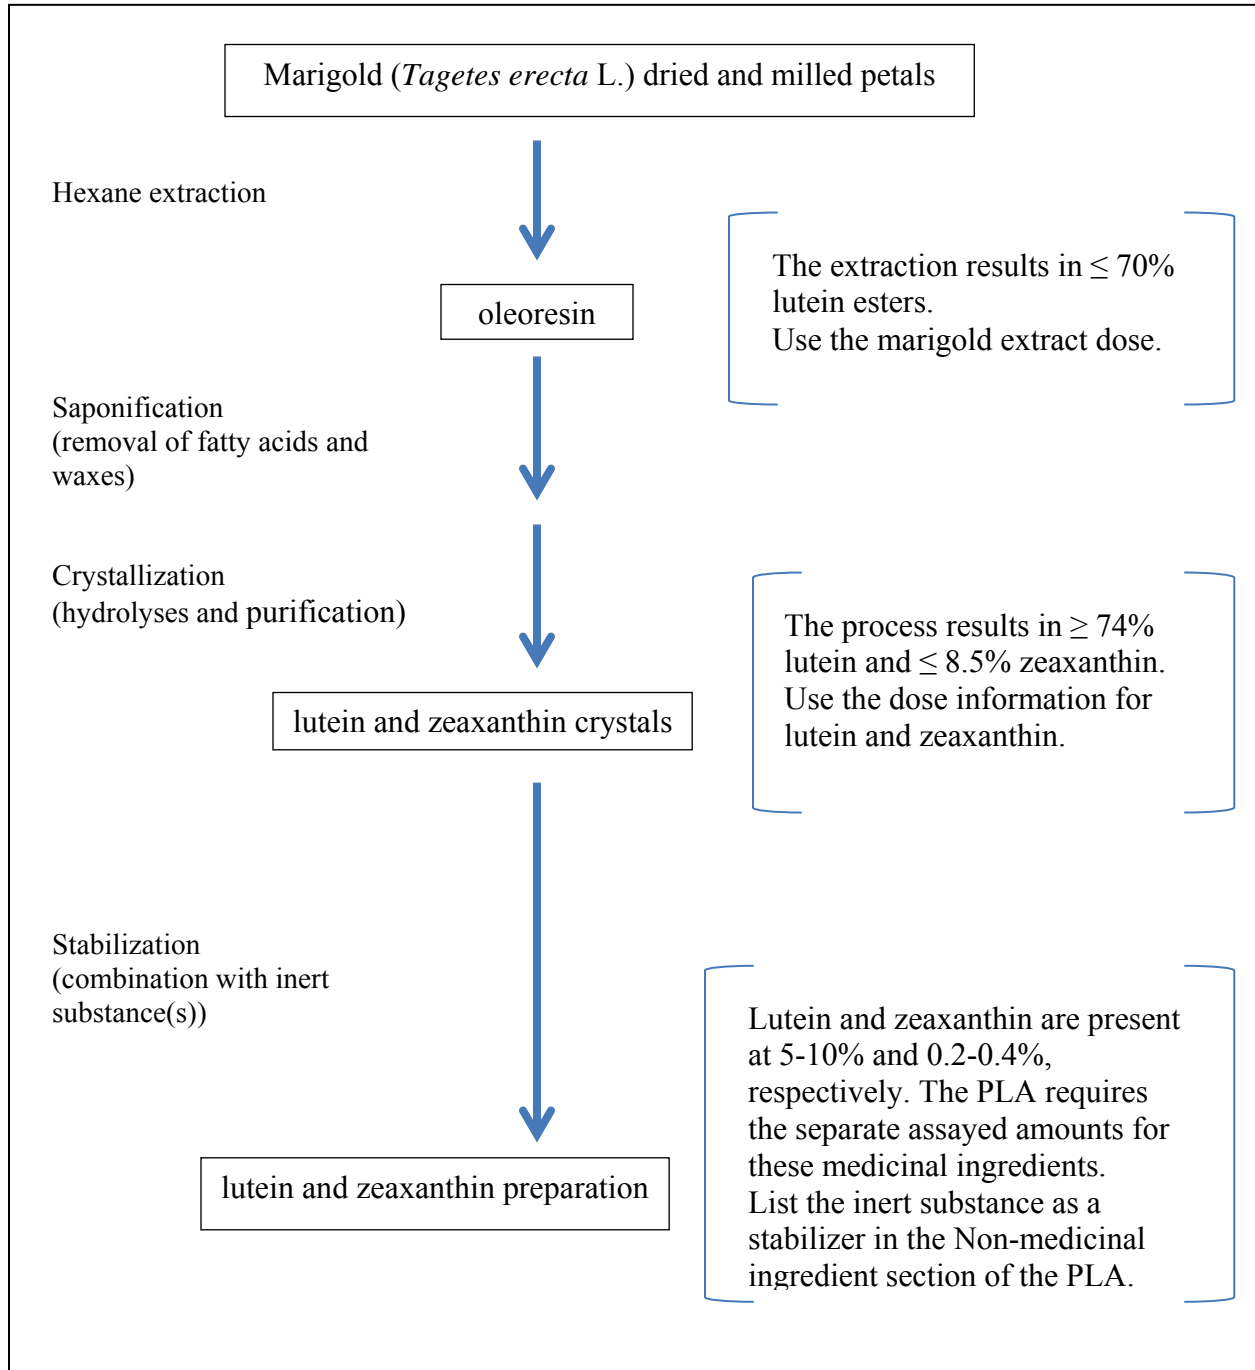 Marigold (Tagetes erecta L.) dried and milled petals
Hexane extraction
The extraction results in ≤ 70%
lutein esters.
Use the marigold extract dose.
oleoresin
Saponification
(removal of fatty acids and
waxes)
Crystallization
(hydrolyses and purification)
The process results in ≥ 74%
lutein and ≤ 8.5% zeaxanthin.
Use the dose information for
lutein and zeaxanthin.
lutein and zeaxanthin crystals
Stabilization
(combination with inert
substance(s))
Lutein and zeaxanthin are present
at 5-10% and 0.2-0.4%,
respectively. The PLA requires
the separate assayed amounts for
these medicinal ingredients.
List the inert substance as a
stabilizer in the Non-medicinal
ingredient section of the PLA.
lutein and zeaxanthin preparation